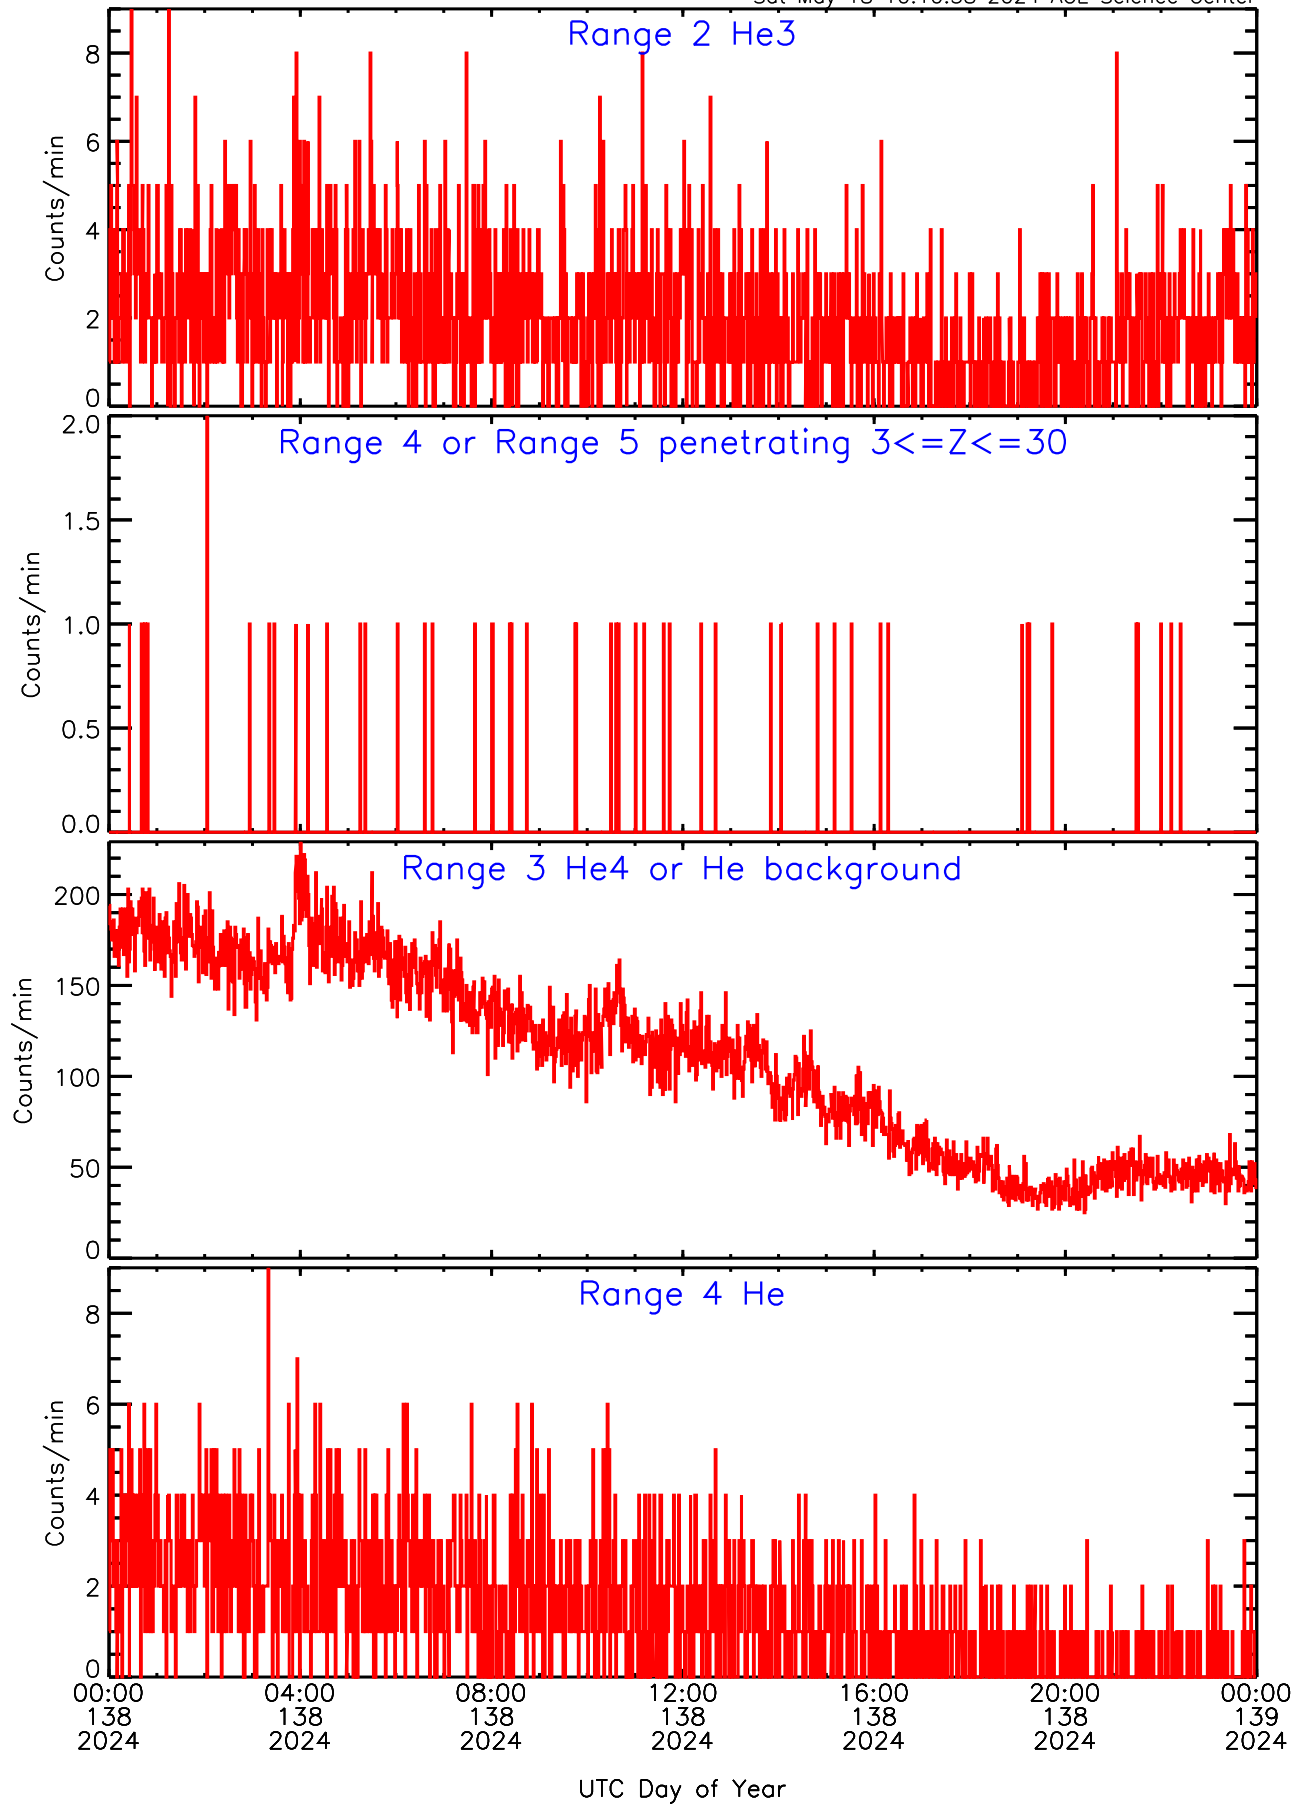 Range 2 He3
8
6
4
2
0
Counts/min
Range 4 or Range 5 penetrating 3<=Z<=30
2.0
1.5
1.0
0.5
0.0
Counts/min
Range 3 He4 or He background
200
150
100
50
0
Counts/min
Range 4 He
8
6
4
2
0
Counts/min
00:00 04:00 08:00 12:00 16:00 20:00 00:00
138 138 138 138 138 138 139
2024 2024 2024 2024 2024 2024 2024
UTC Day of Year